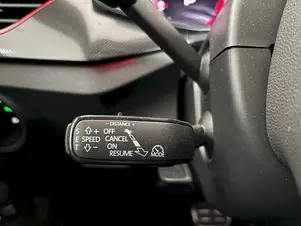 DISTANCE
SET
SPEED
+
-
OFF
CANCEL
ON
RESUME
MODE